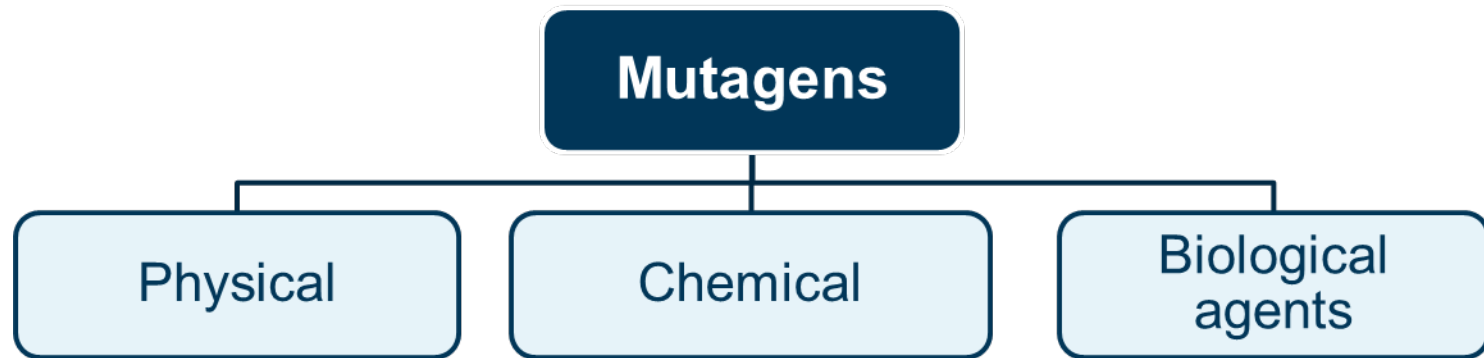 Mutagens
Physical
Chemical
Biological
agents